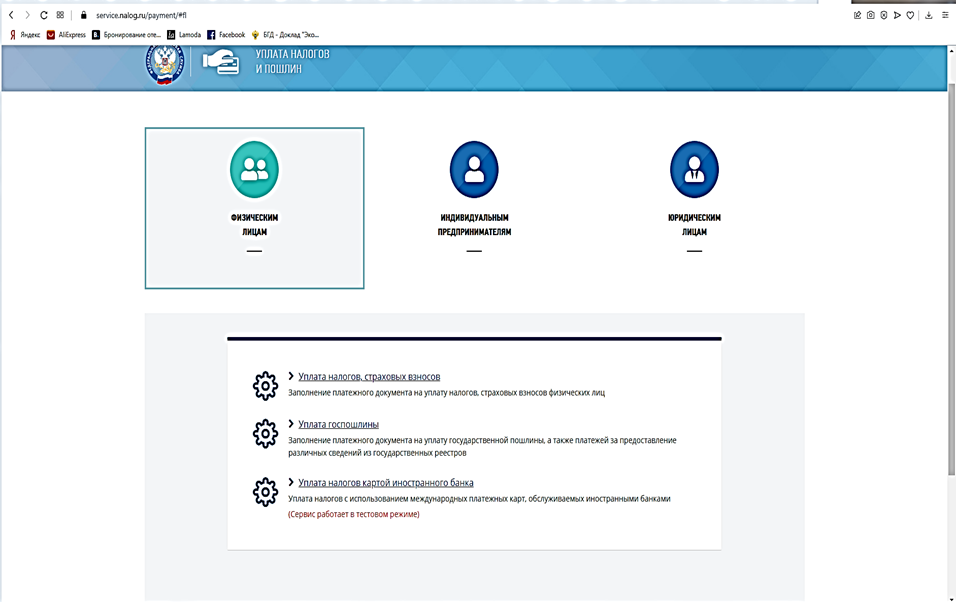 service.nalog.ru/payment/#fl
Яндекс AliExpress Бронирование оте... Lamoda Facebook БГД - Доклад "Эко...
УПЛАТА НАЛОГОВ
И ПОШЛИН
ФИЗИЧЕСКИМ
ЛИЦАМ
ИНДИВИДУАЛЬНЫМ
ПРЕДПРИНИМАТЕЛЯМ
ЮРИДИЧЕСКИМ
ЛИЦАМ
Уплата налогов, страховых взносов
Заполнение платежного документа на уплату налогов, страховых взносов физических лиц
Уплата госпошлины
Заполнение платежного документа на уплату государственной пошлины, а также платежей за предоставление
различных сведений из государственных реестров
Уплата налогов картой иностранного банка
Уплата налогов с использованием международных платежных карт, обслуживаемых иностранными банками
(Сервис работает в тестовом режиме)